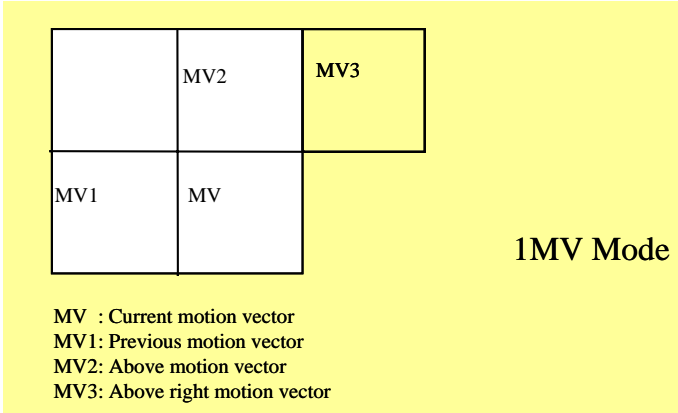 MV2
MV3
MV1
MV
1MV Mode
MV : Current motion vector
MV1: Previous motion vector
MV2: Above motion vector
MV3: Above right motion vector